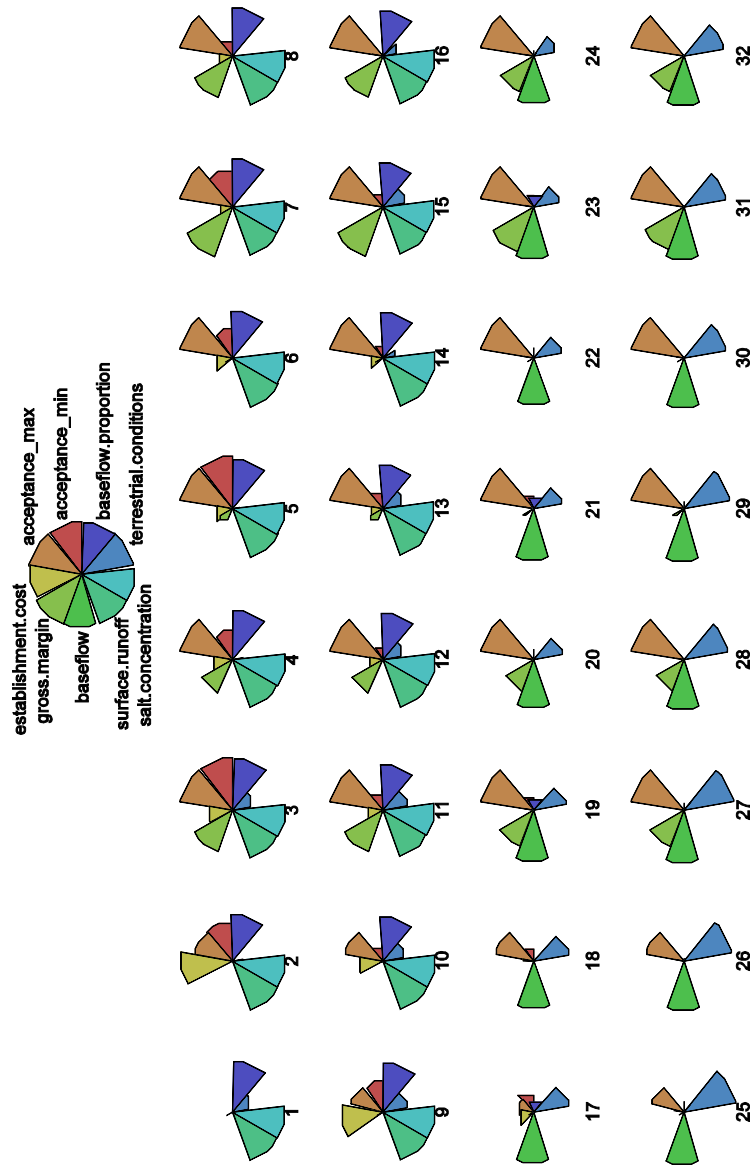 establishment.cost
acceptance_max
gross.margin
acceptance_min
baseflow
baseflow.proportion
surface.runoff
terrestrial.conditions
salt.concentration
1 2 3 4 5 6 7 8
9 10 11 12 13 14 15 16
17 18 19 20 21 22 23 24
25 26 27 28 29 30 31 32